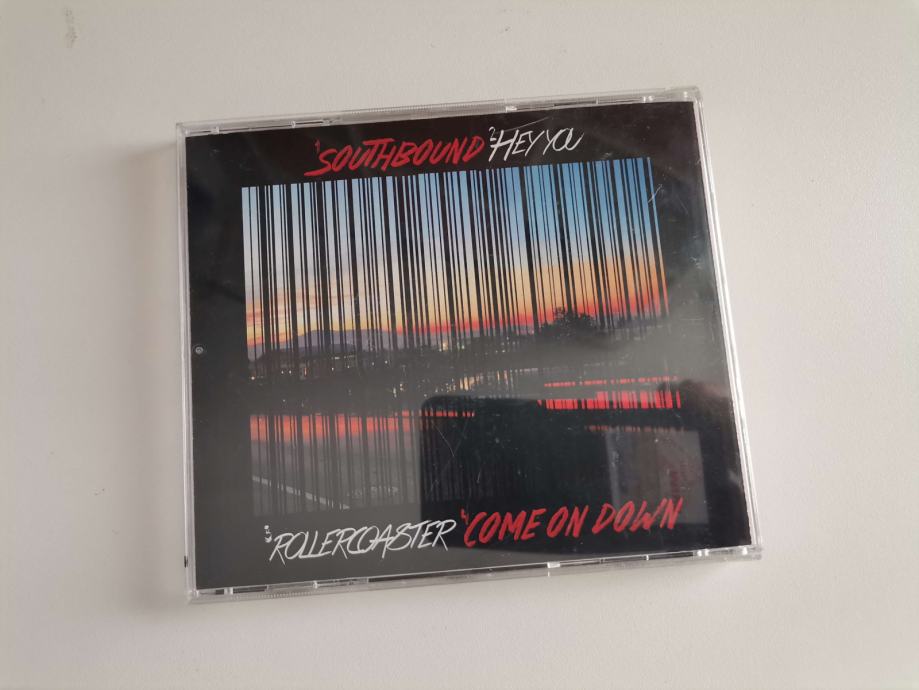 1 SOUTHBOUND 2 HEY YOU
3 ROLLERCOASTER 4 COME ON DOWN